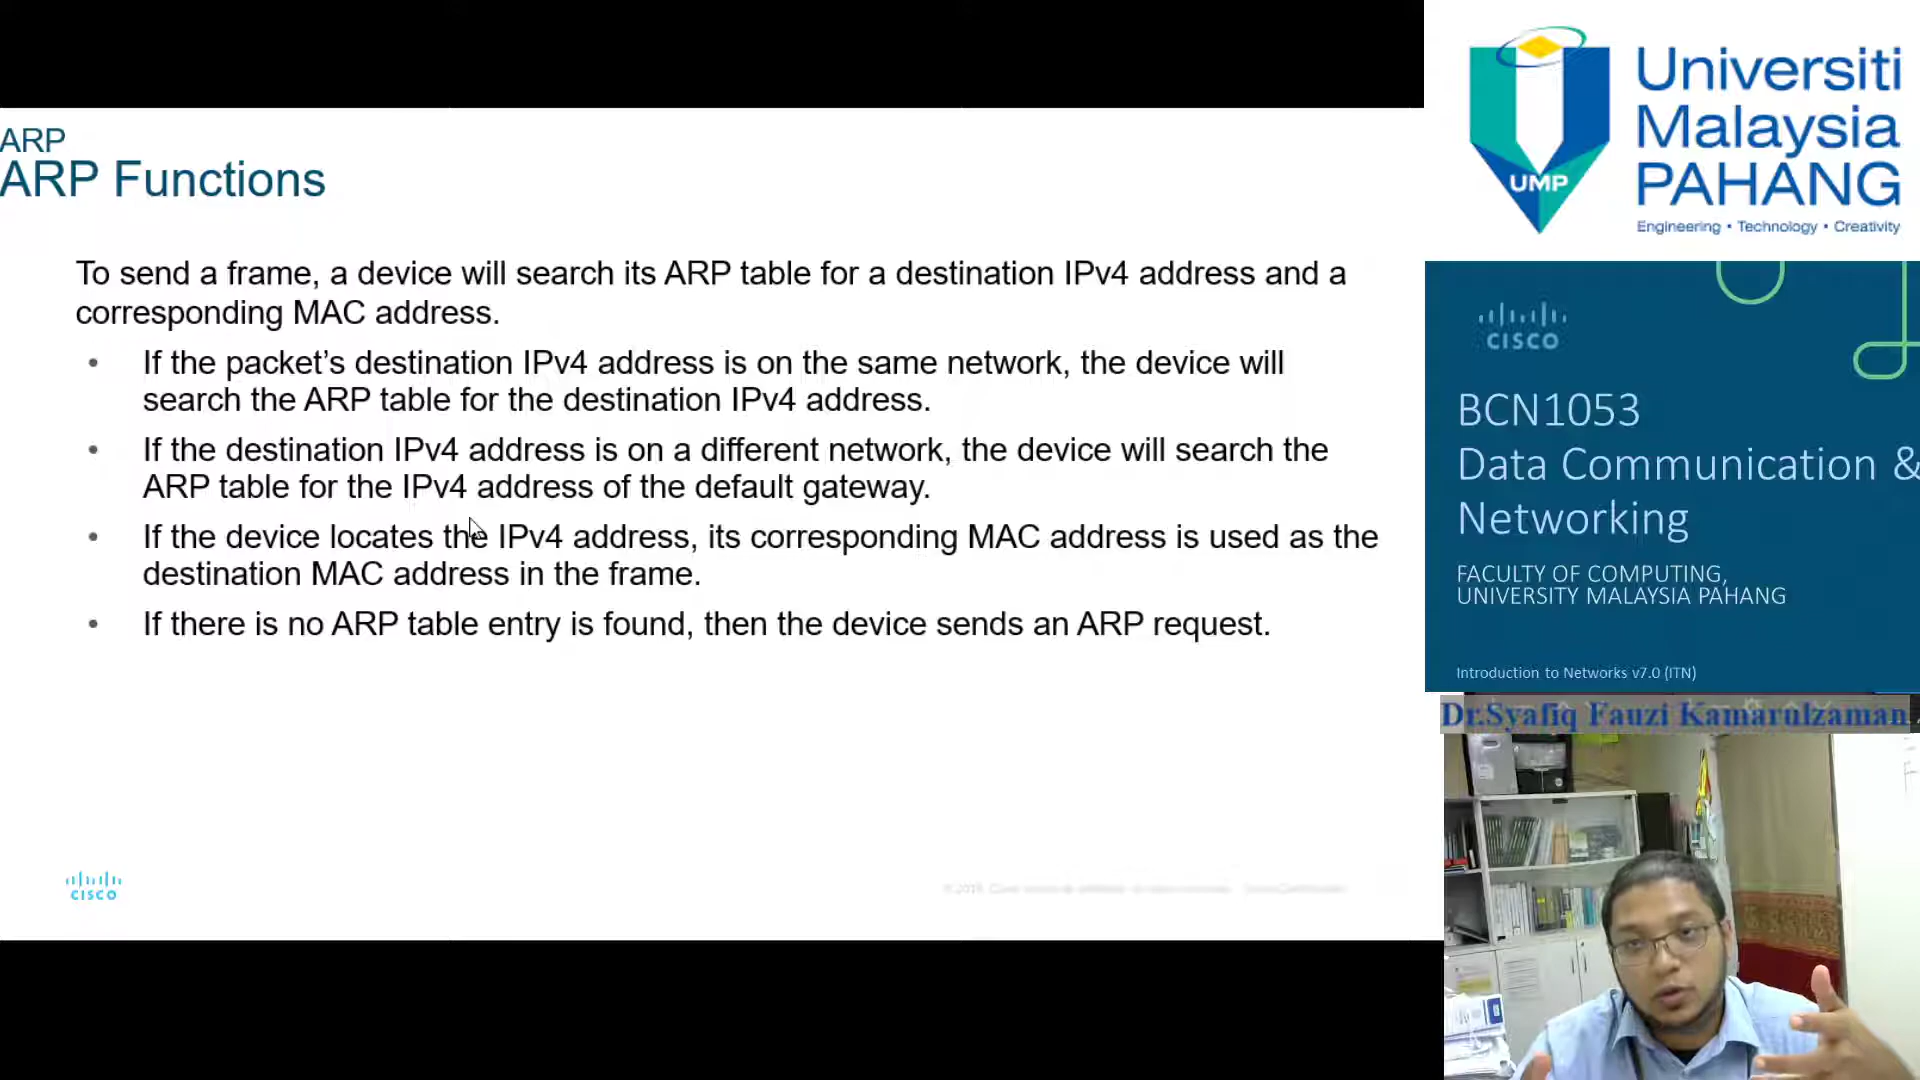 ARP
ARP Functions
To send a frame, a device will search its ARP table for a destination IPv4 address and a
corresponding MAC address.
• If the packet’s destination IPv4 address is on the same network, the device will
search the ARP table for the destination IPv4 address.
• If the destination IPv4 address is on a different network, the device will search the
ARP table for the IPv4 address of the default gateway.
• If the device locates the IPv4 address, its corresponding MAC address is used as the
destination MAC address in the frame.
• If there is no ARP table entry is found, then the device sends an ARP request.
CISCO
UMP
Universiti
Malaysia
PAHANG
Engineering • Technology • Creativity
CISCO
BCN1053
Data Communication &
Networking
FACULTY OF COMPUTING,
UNIVERSITY MALAYSIA PAHANG
Introduction to Networks v7.0 (ITN)
Dr.Syafiq Fauzi Kamarulzaman